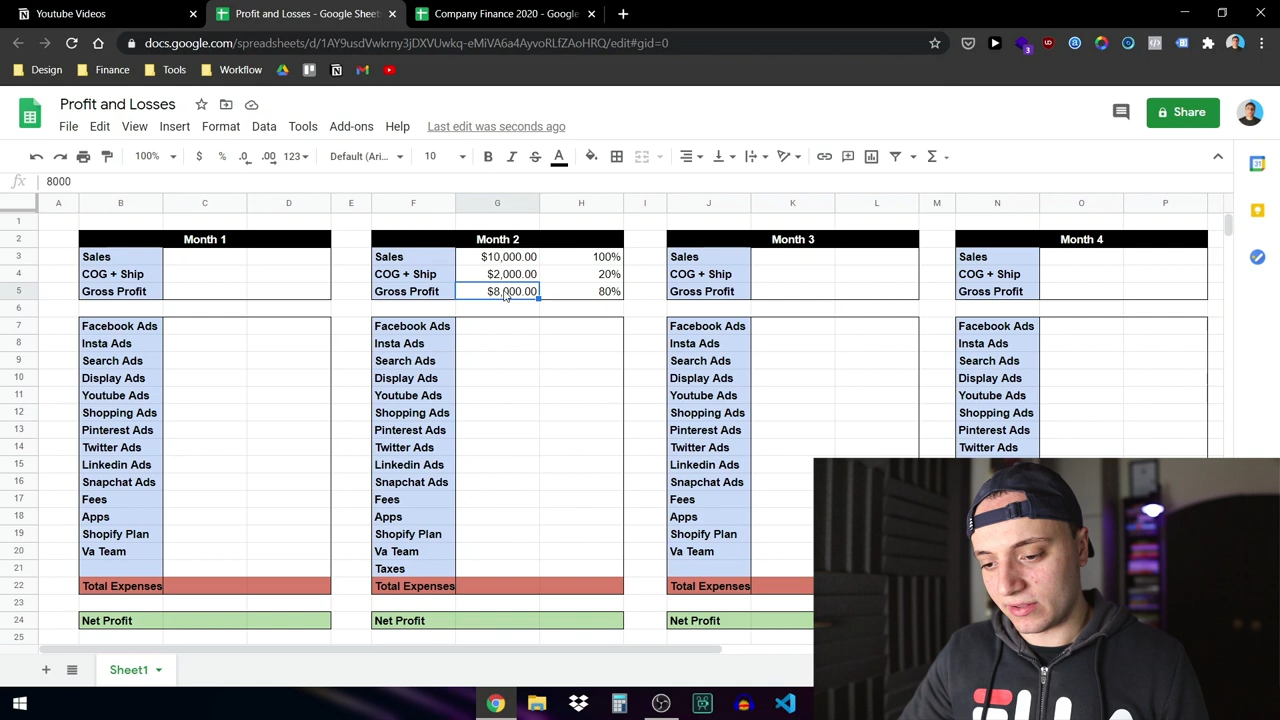 Youtube Videos
Profit and Losses - Google Sheet
Company Finance 2020 - Google
docs.google.com/spreadsheets/d/1AY9usdVwkrny3jDXVUwkq-eMiVA6a4AyvoRLfZAoHRQ/edit#gid=0
3
Design
Finance
Tools
Workflow
Profit and Losses
File Edit View Insert Format Data Tools Add-ons Help Last edit was seconds ago
Share
100% $ % .0 .00 123 Default (Ari... 10 B I S A Σ
fx 8000
A B C D E F G H I J K L M N O P
1
2 Month 1 Month 2 Month 3 Month 4
3 Sales Sales $10,000.00 100% Sales Sales
4 COG + Ship COG + Ship $2,000.00 20% COG + Ship COG + Ship
5 Gross Profit Gross Profit $8,000.00 80% Gross Profit Gross Profit
6
7 Facebook Ads Facebook Ads Facebook Ads Facebook Ads
8 Insta Ads Insta Ads Insta Ads Insta Ads
9 Search Ads Search Ads Search Ads Search Ads
10 Display Ads Display Ads Display Ads Display Ads
11 Youtube Ads Youtube Ads Youtube Ads Youtube Ads
12 Shopping Ads Shopping Ads Shopping Ads Shopping Ads
13 Pinterest Ads Pinterest Ads Pinterest Ads Pinterest Ads
14 Twitter Ads Twitter Ads Twitter Ads Twitter Ads
15 Linkedin Ads Linkedin Ads Linkedin Ads
16 Snapchat Ads Snapchat Ads Snapchat Ads
17 Fees Fees Fees
18 Apps Apps Apps
19 Shopify Plan Shopify Plan Shopify Plan
20 Va Team Va Team Va Team
21 Taxes
22 Total Expenses Total Expenses Total Expenses
23
24 Net Profit Net Profit Net Profit
25
Sheet1
FILA